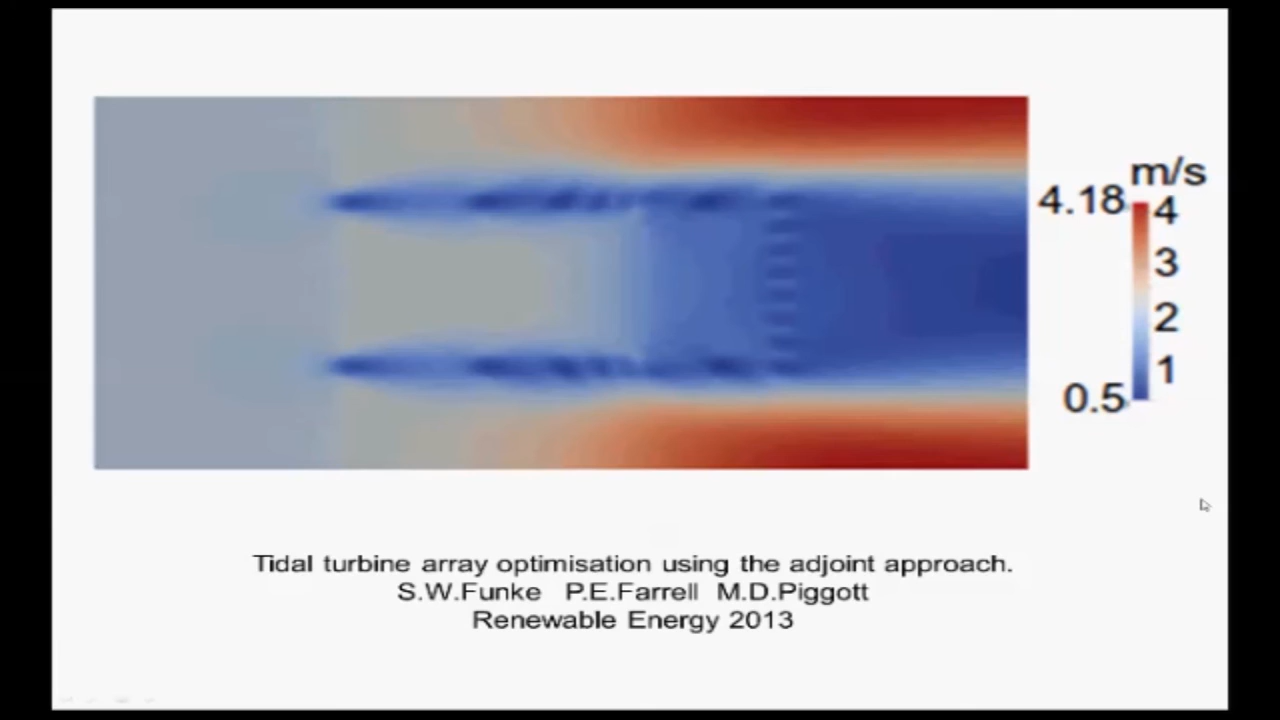 m/s
4.18
4
3
2
1
0.5
Tidal turbine array optimisation using the adjoint approach.
S.W.Funke P.E.Farrell M.D.Piggott
Renewable Energy 2013